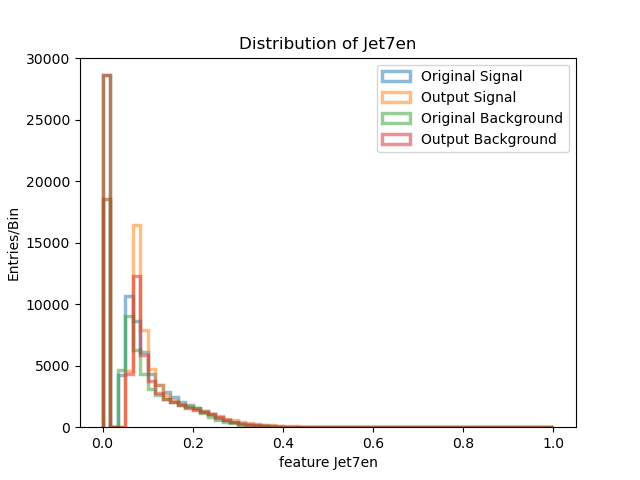 Distribution of Jet7en
Original Signal
Output Signal
Original Background
Output Background
30000
25000
20000
15000
10000
5000
0
Entries/Bin
0.0 0.2 0.4 0.6 0.8 1.0
feature Jet7en